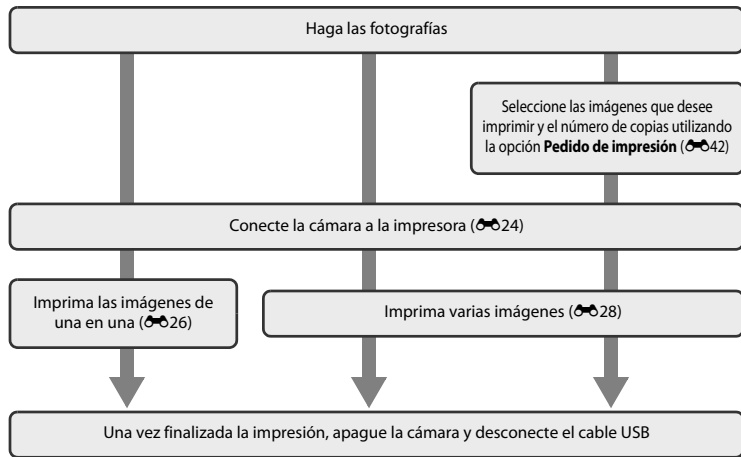 Haga las fotografías
Seleccione las imágenes que desee
imprimir y el número de copias utilizando
la opción Pedido de impresión (42)
Conecte la cámara a la impresora (24)
Imprima las imágenes de
una en una (26)
Imprima varias imágenes (28)
Una vez finalizada la impresión, apague la cámara y desconecte el cable USB